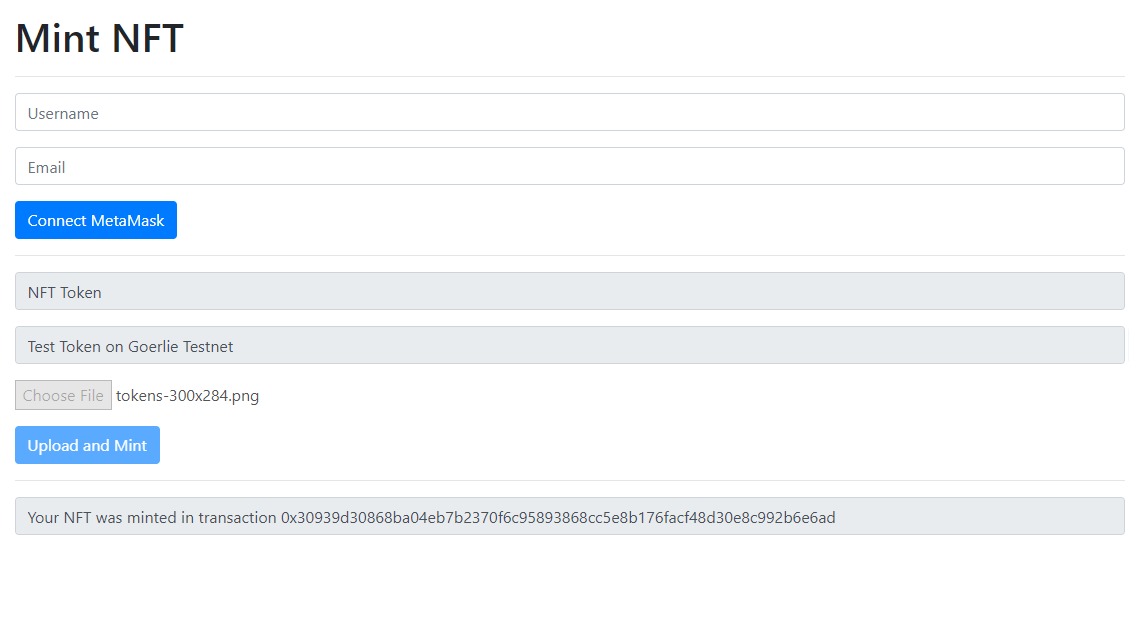 Mint NFT
Username
Email
Connect MetaMask
NFT Token
Test Token on Goerlie Testnet
Choose File tokens-300x284.png
Upload and Mint
Your NFT was minted in transaction 0x30939d30868ba04eb7b2370f6c95893868cc5e8b176facf48d30e8c992b6e6ad